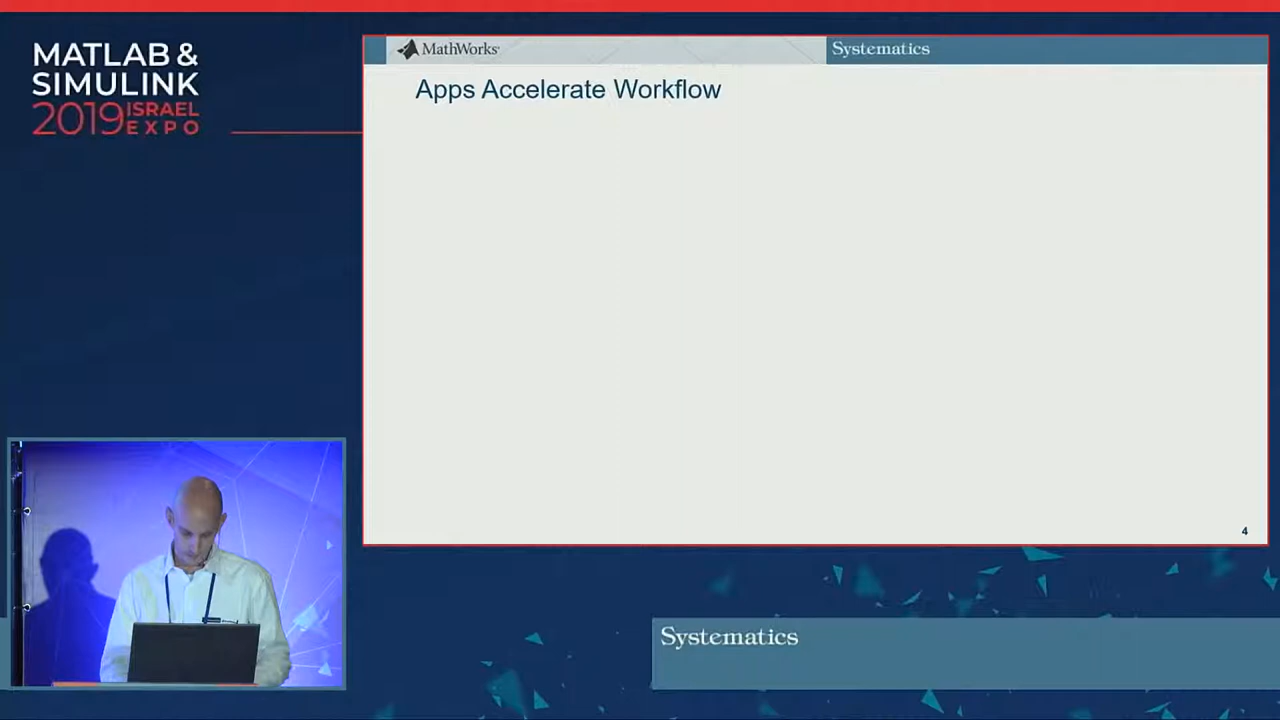 MATLAB &
SIMULINK
2019 ISRAEL
EXPO
MathWorks
Systematics
Apps Accelerate Workflow
4
Systematics